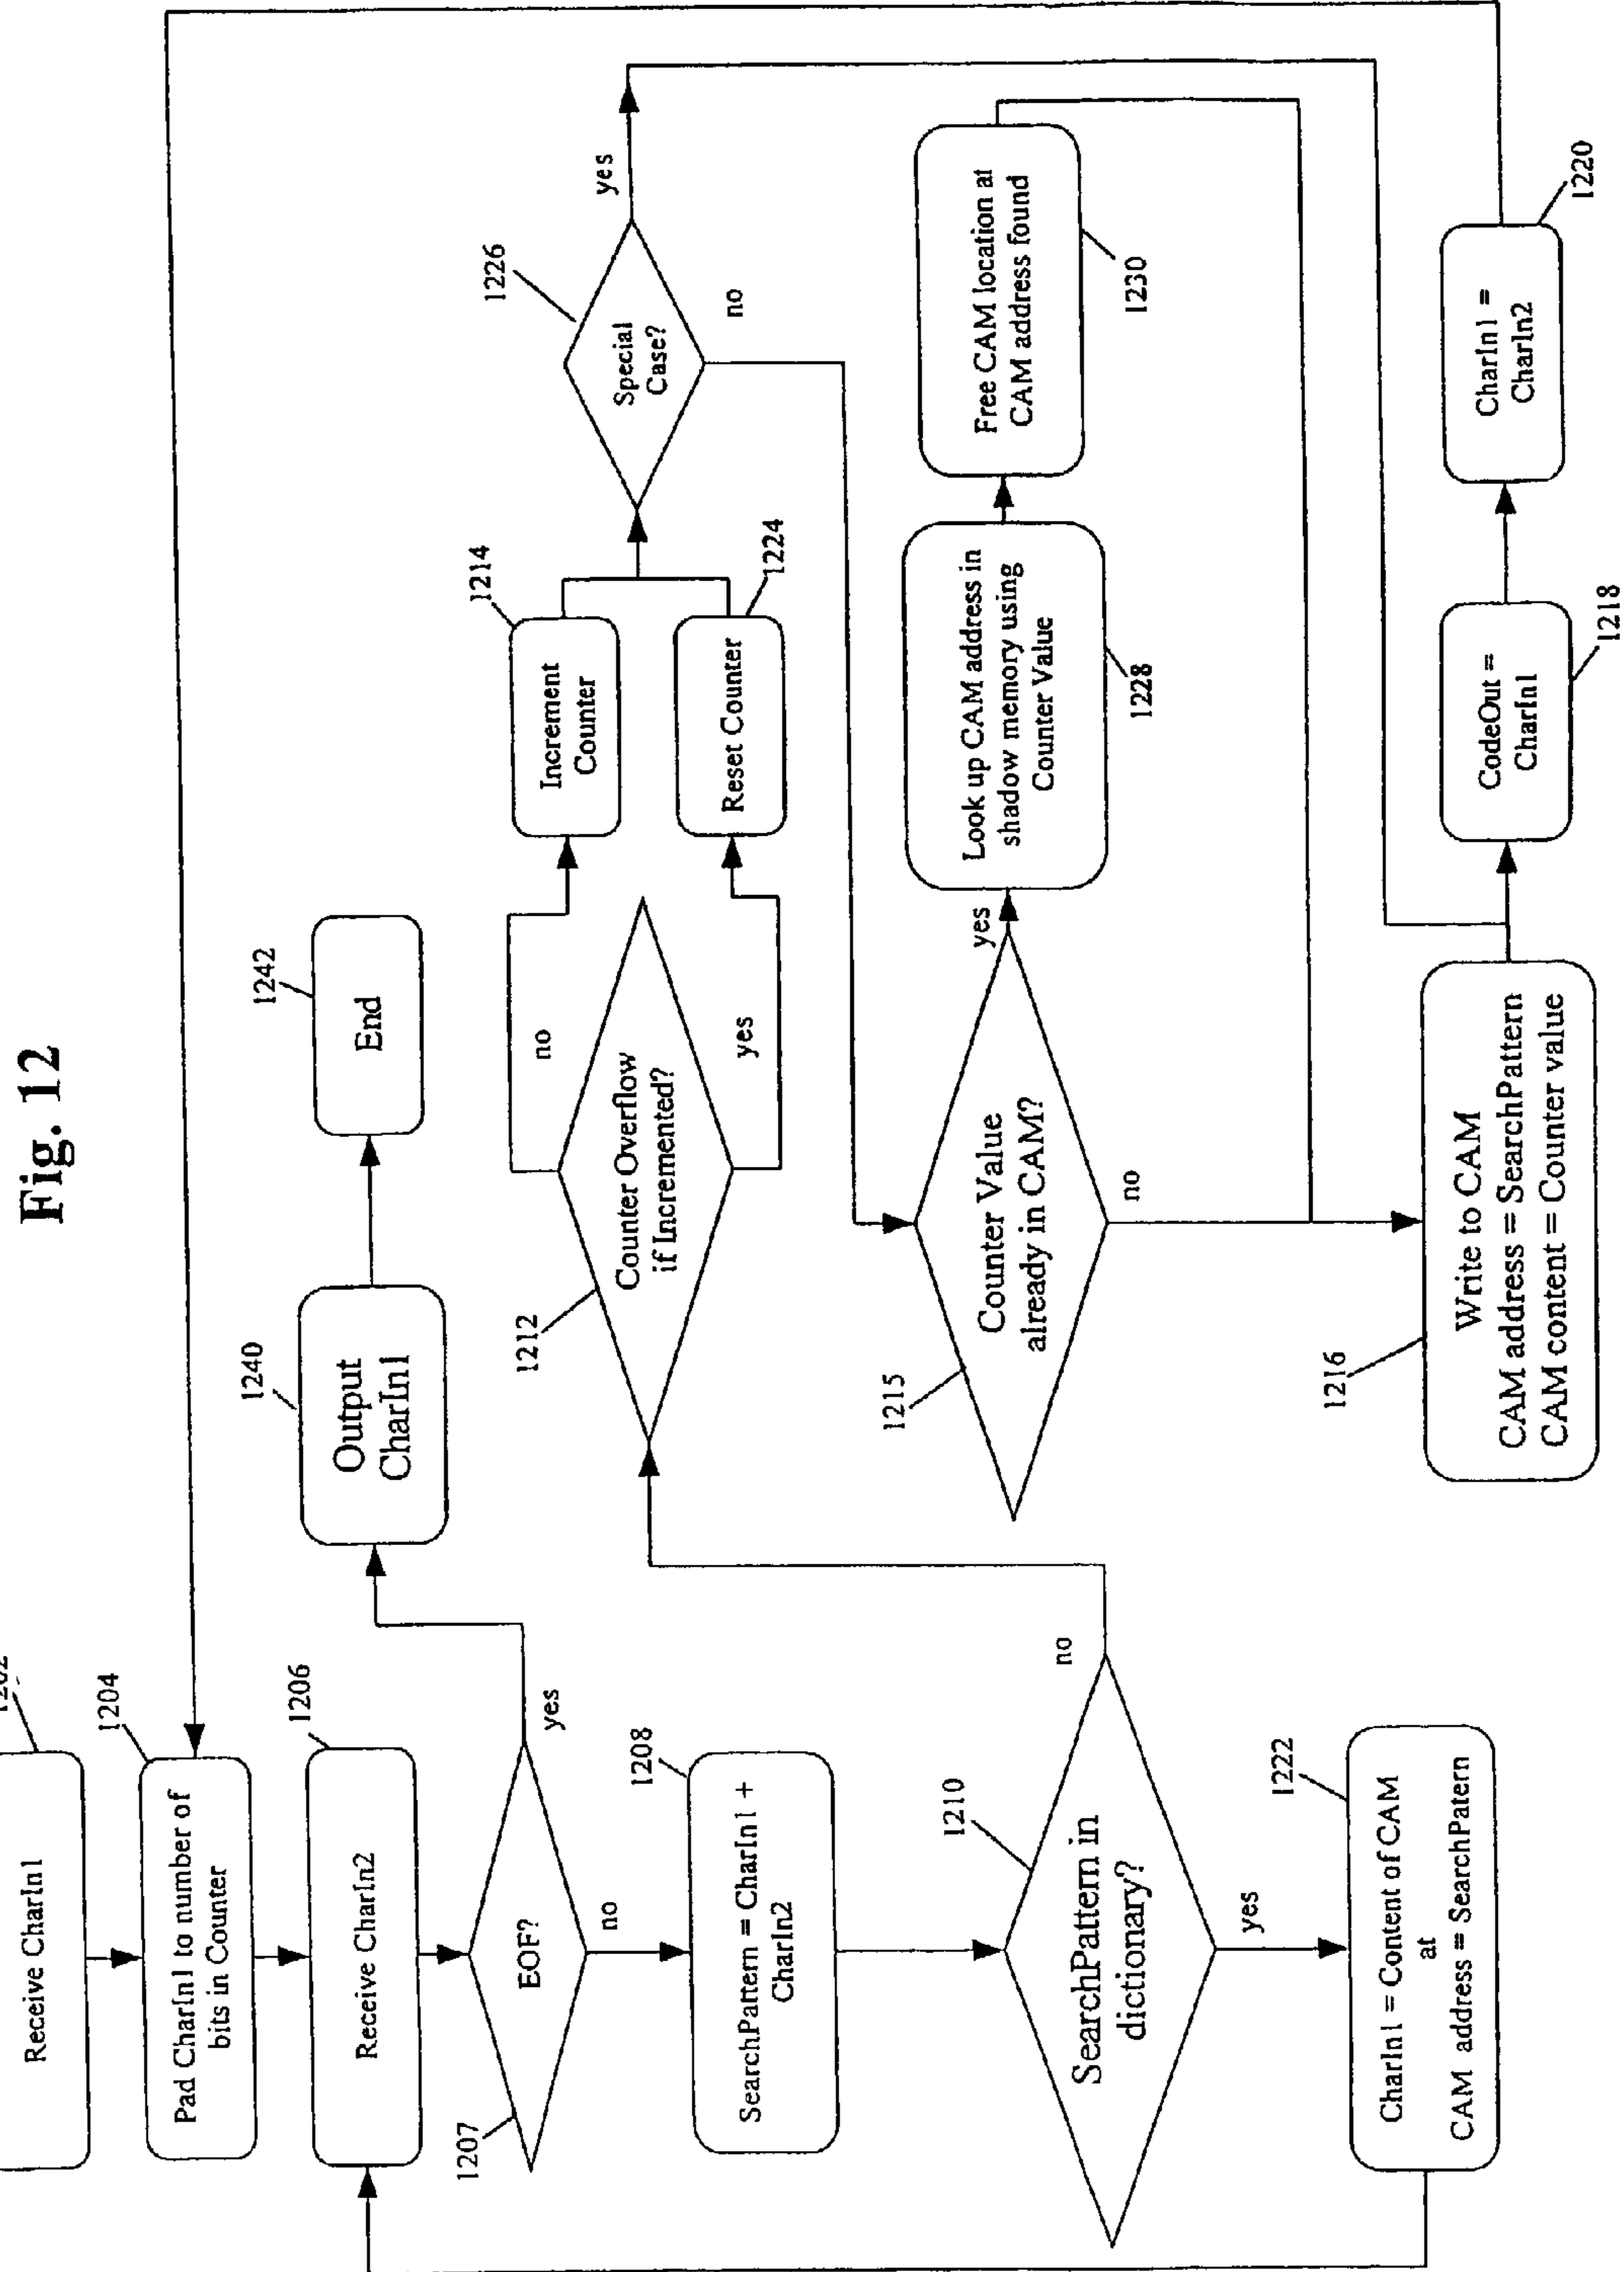 Fig. 12
Receive CharIn1
1204
Pad CharIn1 to number of
bits in Counter
1206
Receive CharIn2
1207
EOF?
yes
no
1240
Output
CharIn1
1242
End
1208
SearchPattern = CharIn1 +
CharIn2
1210
SearchPattern in
dictionary?
no
yes
1222
CharIn1 = Content of CAM
at
CAM address = SearchPatern
1212
Counter Overflow
if Incremented?
no
yes
1214
Increment
Counter
1224
Reset Counter
1226
Special
Case?
yes
no
1215
Counter Value
already in CAM?
yes
no
1228
Look up CAM address in
shadow memory using
Counter Value
1230
Free CAM location at
CAM address found
1216
Write to CAM
CAM address = SearchPattern
CAM content = Counter value
1218
CodeOut =
CharIn1
1220
CharIn1 =
CharIn2